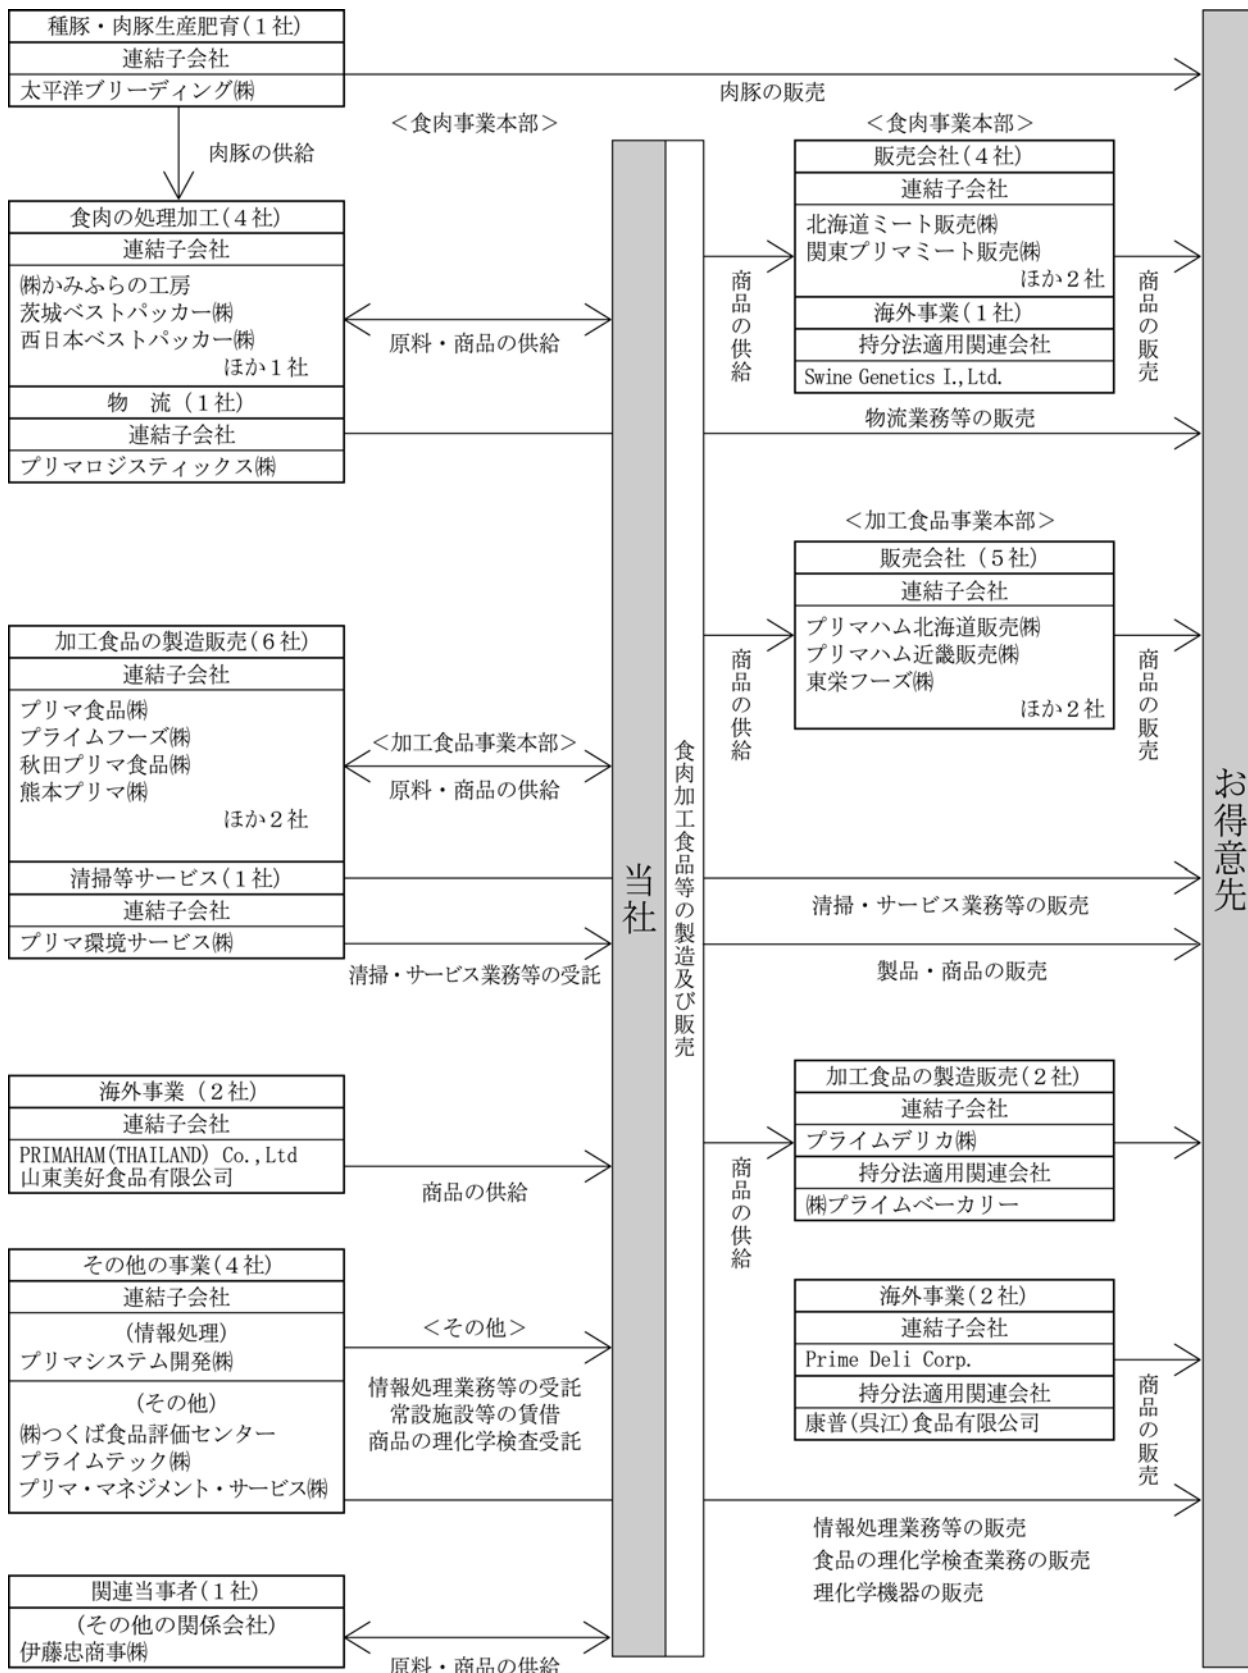 種豚・肉豚生産肥育(1社)
連結子会社
太平洋ブリーディング㈱
肉豚の販売
肉豚の供給
＜食肉事業本部＞
食肉の処理加工(4社)
連結子会社
㈱かみふらの工房
茨城ベストパッカー㈱
西日本ベストパッカー㈱
ほか1社
原料・商品の供給
物　流 (1社)
連結子会社
プリマロジスティックス㈱
＜食肉事業本部＞
販売会社(4社)
連結子会社
北海道ミート販売㈱
関東プリマミート販売㈱
ほか2社
海外事業(1社)
持分法適用関連会社
Swine Genetics I.,Ltd.
商品の供給
商品の販売
物流業務等の販売
＜加工食品事業本部＞
販売会社 (5社)
連結子会社
プリマハム北海道販売㈱
プリマハム近畿販売㈱
東栄フーズ㈱
ほか2社
商品の供給
商品の販売
加工食品の製造販売(6社)
連結子会社
プリマ食品㈱
プライムフーズ㈱
秋田プリマ食品㈱
熊本プリマ㈱
ほか2社
＜加工食品事業本部＞
原料・商品の供給
清掃等サービス(1社)
連結子会社
プリマ環境サービス㈱
清掃・サービス業務等の受託
当社
食肉加工食品等の製造及び販売
お得意先
清掃・サービス業務等の販売
製品・商品の販売
海外事業 (2社)
連結子会社
PRIMAHAM(THAILAND) Co.,Ltd
山東美好食品有限公司
商品の供給
加工食品の製造販売(2社)
連結子会社
プライムデリカ㈱
持分法適用関連会社
㈱プライムベーカリー
商品の供給
その他の事業(4社)
連結子会社
(情報処理)
プリマシステム開発㈱
(その他)
㈱つくば食品評価センター
プライムテック㈱
プリマ・マネジメント・サービス㈱
＜その他＞
情報処理業務等の受託
常設施設等の賃借
商品の理化学検査受託
海外事業(2社)
連結子会社
Prime Deli Corp.
持分法適用関連会社
康普(呉江)食品有限公司
商品の販売
情報処理業務等の販売
食品の理化学検査業務の販売
理化学機器の販売
関連当事者(1社)
(その他の関係会社)
伊藤忠商事㈱
原料・商品の供給